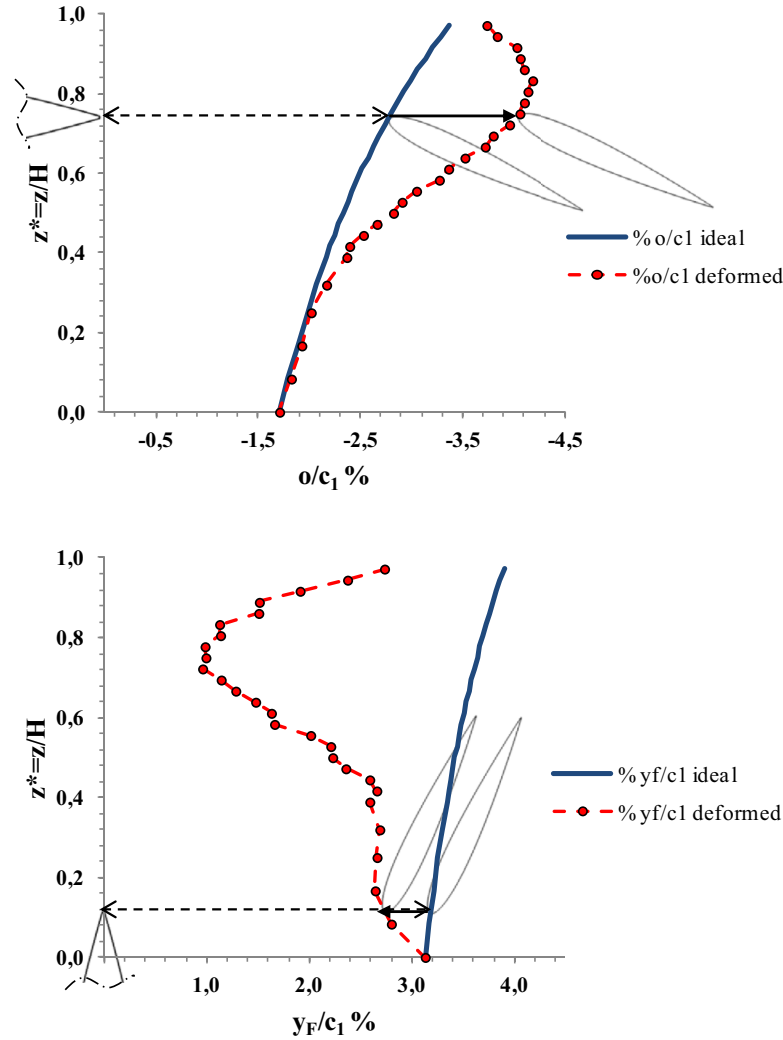 1,0
0,8
0,6
0,4
0,2
0,0
z*=z/H
-0,5
-1,5
-2,5
-3,5
-4,5
o/c₁ %
% o/c1 ideal
%o/c1 deformed
1,0
0,8
0,6
0,4
0,2
0,0
z*=z/H
1,0
2,0
3,0
4,0
y_F/c₁ %
% yf/c1 ideal
% yf/c1 deformed